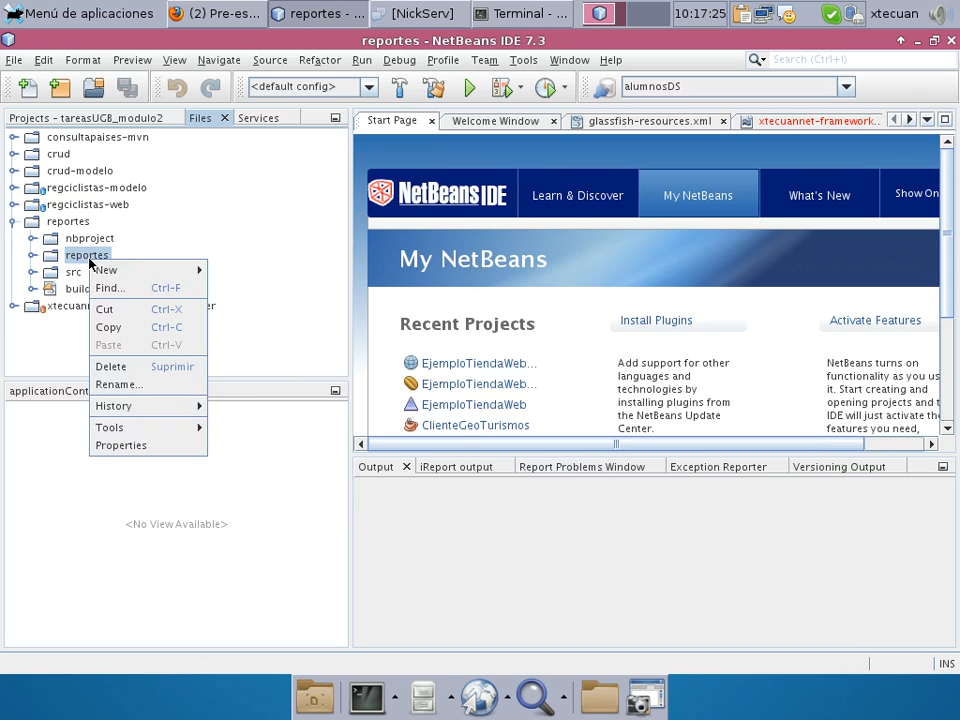 Menú de aplicaciones
(2) Pre-es...
reportes - ...
[NickServ]
Terminal - ...
10:17:25
xtecuan
reportes - NetBeans IDE 7.3
File Edit Format Preview View Navigate Source Refactor Run Debug Profile Team Tools Window Help
Search (Ctrl+I)
<default config>
alumnosDS
Projects - tareasUGB_modulo2
Files
Services
consultapaises-mvn
crud
crud-modelo
regciclistas-modelo
regciclistas-web
reportes
nbproject
reportes
src
New
Find... Ctrl-F
Cut Ctrl-X
Copy Ctrl-C
Paste Ctrl-V
Delete Suprimir
Rename...
History
Tools
Properties
<No View Available>
Start Page
Welcome Window
glassfish-resources.xml
xtecuannet-framework..
NetBeans IDE
Learn & Discover
My NetBeans
What's New
Show On
My NetBeans
Recent Projects
EjemploTiendaWeb...
EjemploTiendaWeb...
EjemploTiendaWeb
ClienteGeoTurismos
Install Plugins
Add support for other
languages and
technologies by
installing plugins from
the NetBeans Update
Center.
Activate Features
NetBeans turns on
functionality as you us
it. Start creating and
opening projects and t
IDE will just activate th
features you need,
Output
iReport output
Report Problems Window
Exception Reporter
Versioning Output
INS